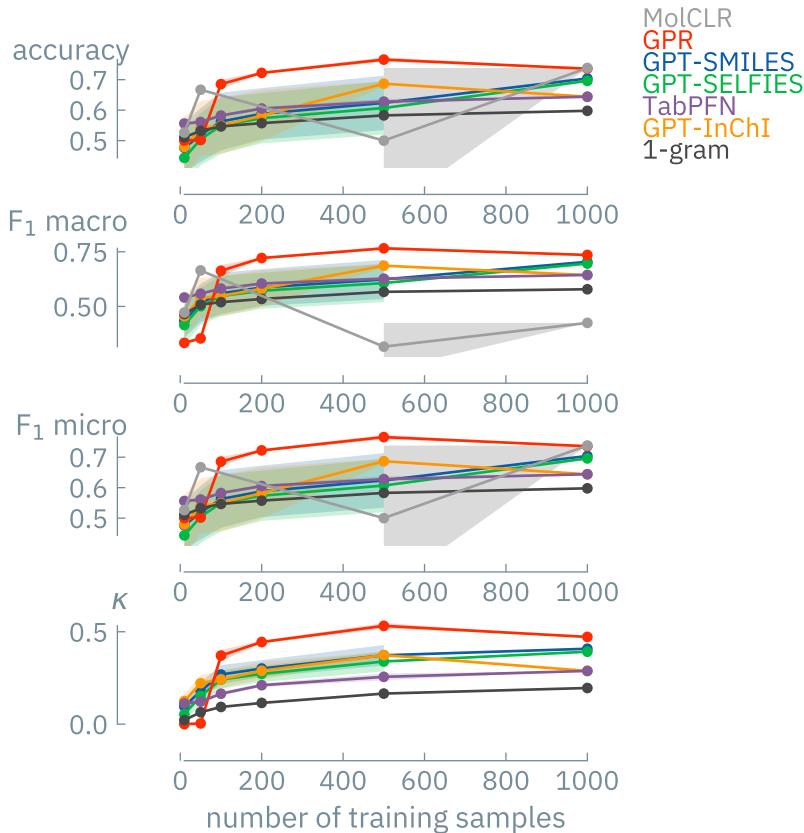 MolCLR
GPR
GPT-SMILES
GPT-SELFIES
TabPFN
GPT-InChI
1-gram
accuracy
0.7
0.6
0.5
0 200 400 600 800 1000
F₁ macro
0.75
0.50
0 200 400 600 800 1000
F₁ micro
0.7
0.6
0.5
0 200 400 600 800 1000
κ
0.5
0.0
0 200 400 600 800 1000
number of training samples